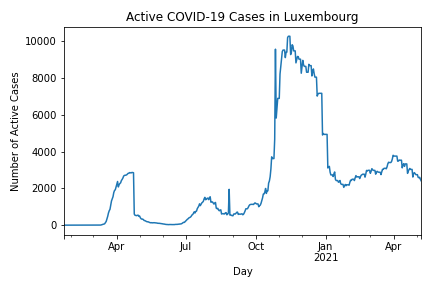 Active COVID-19 Cases in Luxembourg
Number of Active Cases
10000
8000
6000
4000
2000
0
Apr
Jul
Oct
Jan
2021
Apr
Day